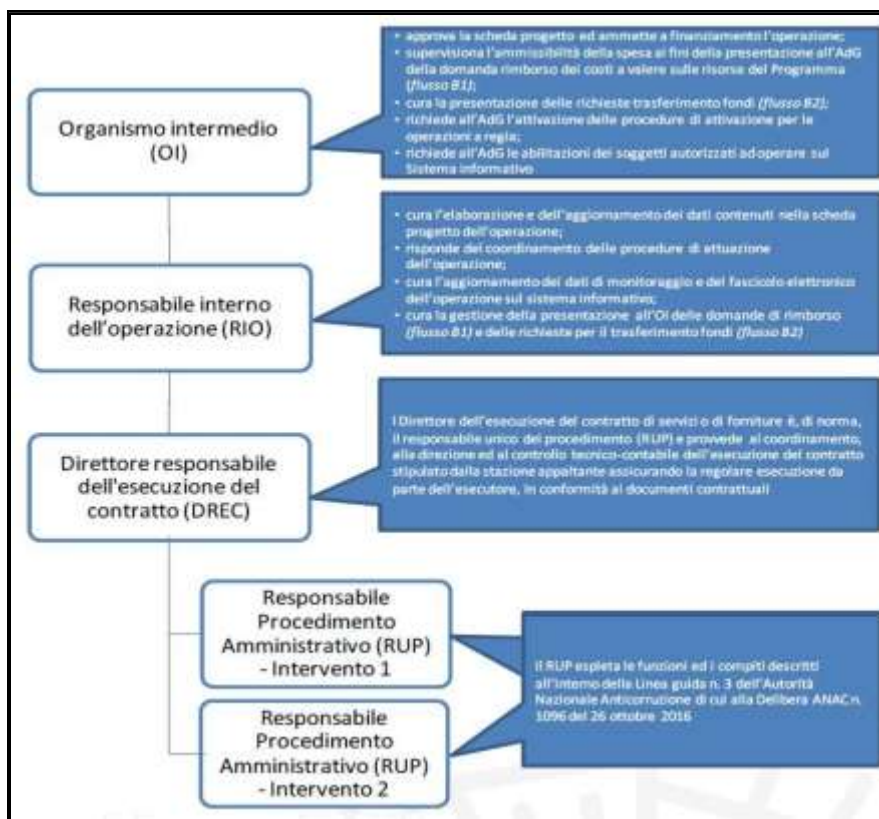 Organismo intermedio
(OI)
• approva la scheda progetto ed ammette a finanziamento l'operazione;
• supervisiona l'ammissibilità della spesa ai fini della presentazione all'AdG
della domanda rimborso dei costi a valere sulle risorse del Programma
(flusso B1);
• cura la presentazione delle richieste trasferimento fondi (flusso B2);
• richiede all'AdG l'attivazione delle procedure di attivazione per le
operazioni a regia;
• richiede all'AdG le abilitazioni dei soggetti autorizzati ad operare sul
Sistema informativo
Responsabile interno
dell'operazione (RIO)
• cura l'elaborazione e dell'aggiornamento dei dati contenuti nella scheda
progetto dell'operazione;
• risponde del coordinamento delle procedure di attuazione
dell'operazione;
• cura l'aggiornamento dei dati di monitoraggio e del fascicolo elettronico
dell'operazione sul sistema informativo;
• cura la gestione della presentazione all'OI delle domande di rimborso
(flusso B1) e delle richieste per il trasferimento fondi (flusso B2)
Direttore responsabile
dell'esecuzione del
contratto (DREC)
I Direttore dell'esecuzione del contratto di servizi o di forniture è, di norma,
il responsabile unico del procedimento (RUP) e provvede al coordinamento,
alla direzione ed al controllo tecnico-contabile dell'esecuzione del contratto
stipulato dalla stazione appaltante assicurando la regolare esecuzione da
parte dell'esecutore, in conformità ai documenti contrattuali
Responsabile
Procedimento
Amministrativo (RUP)
- Intervento 1
Responsabile
Procedimento
Amministrativo (RUP)
- Intervento 2
Il RUP espleta le funzioni ed i compiti descritti
all'interno della Linea guida n. 3 dell'Autorità
Nazionale Anticorruzione di cui alla Delibera ANAC n.
1096 del 26 ottobre 2016